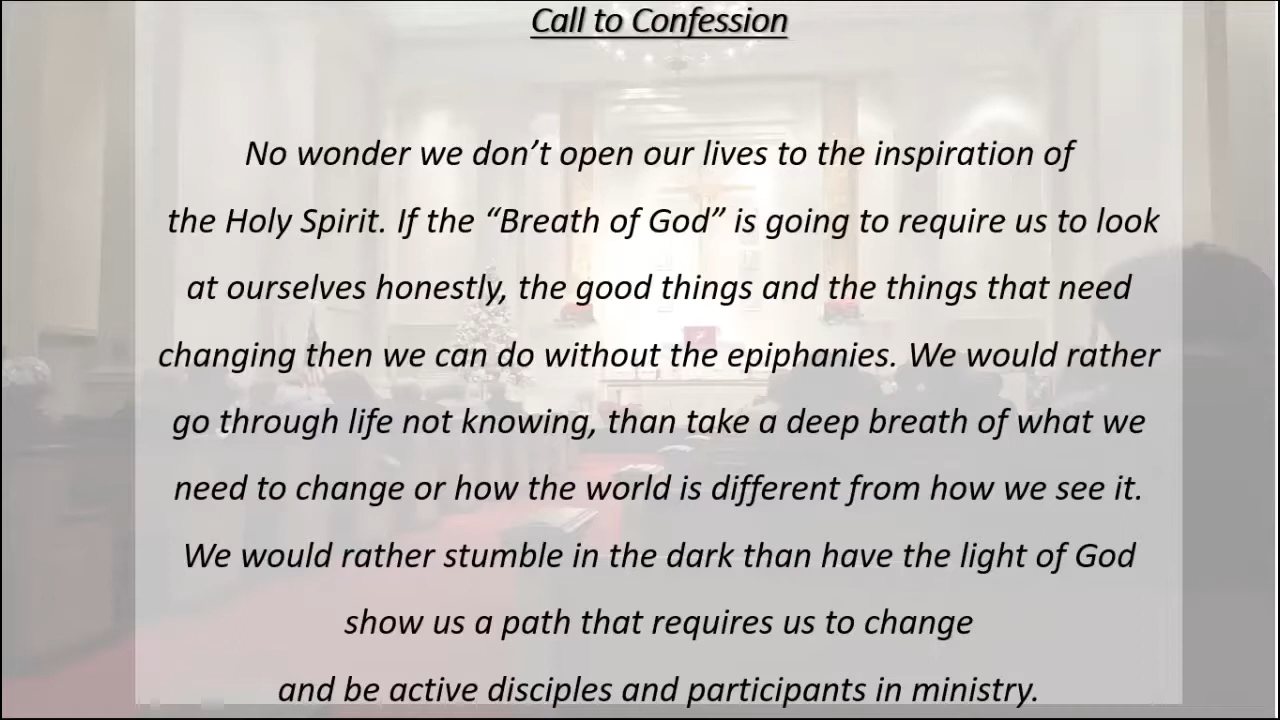 Call to Confession
No wonder we don’t open our lives to the inspiration of
the Holy Spirit. If the “Breath of God” is going to require us to look
at ourselves honestly, the good things and the things that need
changing then we can do without the epiphanies. We would rather
go through life not knowing, than take a deep breath of what we
need to change or how the world is different from how we see it.
We would rather stumble in the dark than have the light of God
show us a path that requires us to change
and be active disciples and participants in ministry.